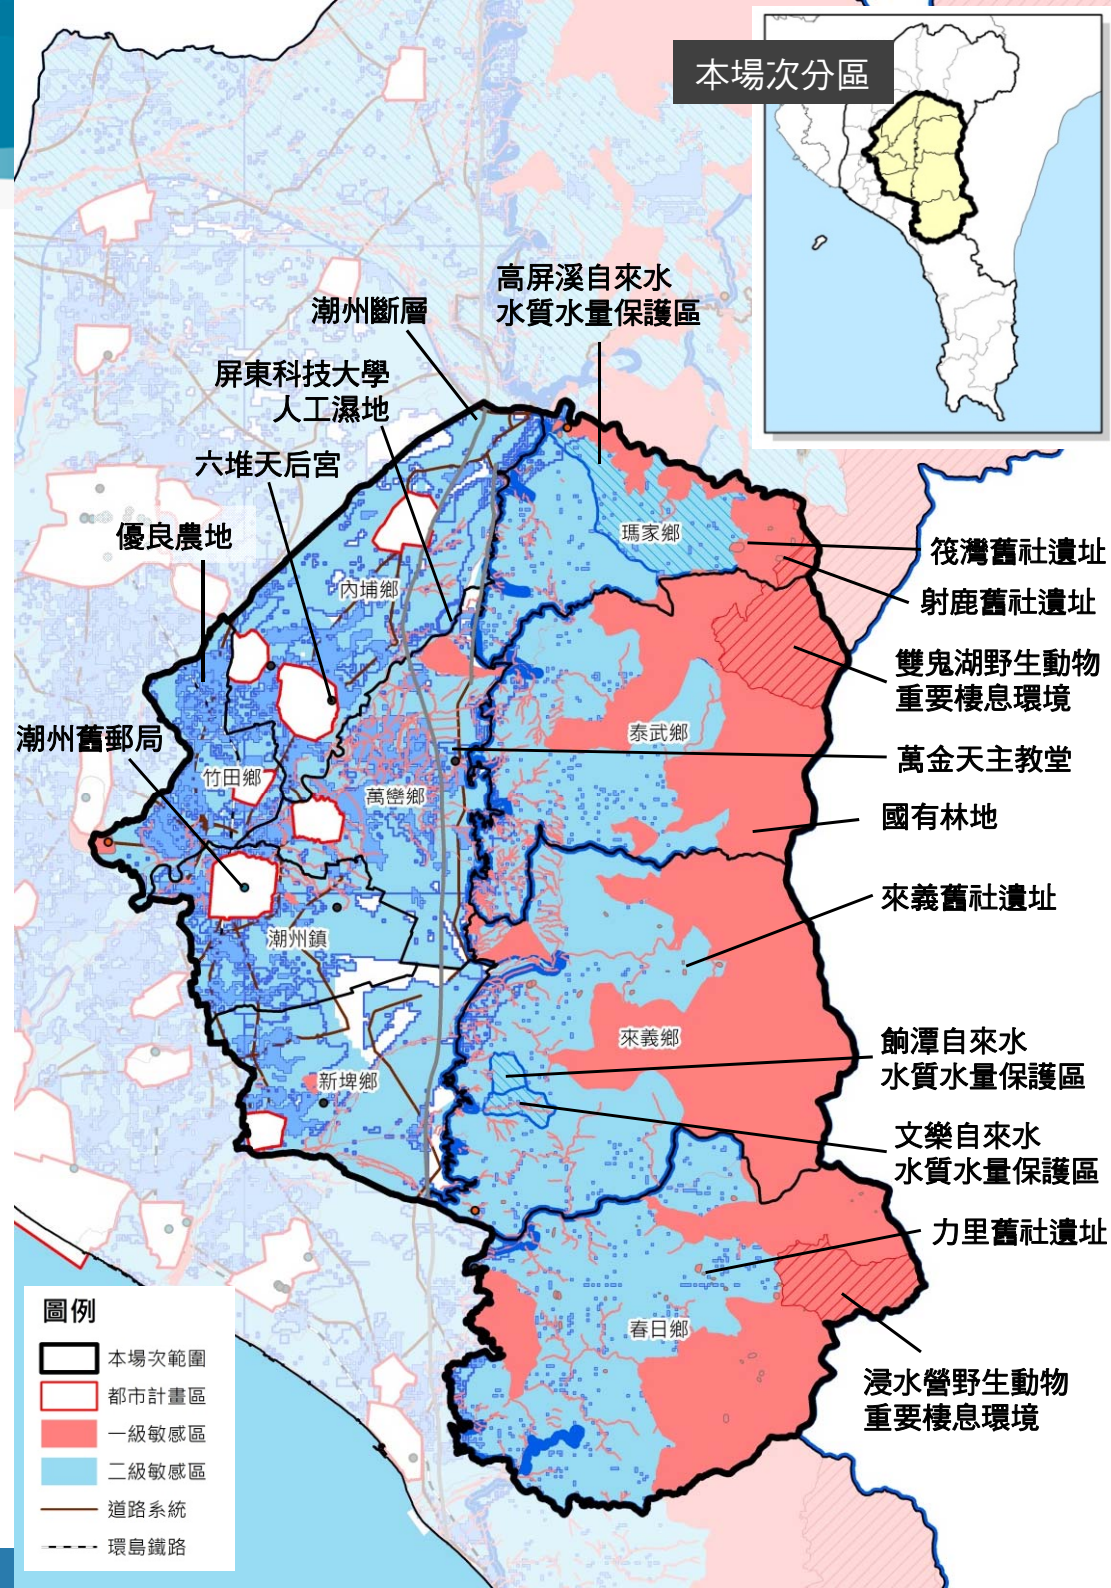 本場次分區
高屏溪自來水
水質水量保護區
潮州斷層
屏東科技大學
人工濕地
六堆天后宮
優良農地
潮州舊郵局
筏灣舊社遺址
射鹿舊社遺址
雙鬼湖野生動物
重要棲息環境
萬金天主教堂
國有林地
來義舊社遺址
餉潭自來水
水質水量保護區
文樂自來水
水質水量保護區
力里舊社遺址
浸水營野生動物
重要棲息環境
瑪家鄉
內埔鄉
泰武鄉
竹田鄉
萬巒鄉
潮州鎮
來義鄉
新埤鄉
春日鄉
圖例
本場次範圍
都市計畫區
一級敏感區
二級敏感區
道路系統
環島鐵路